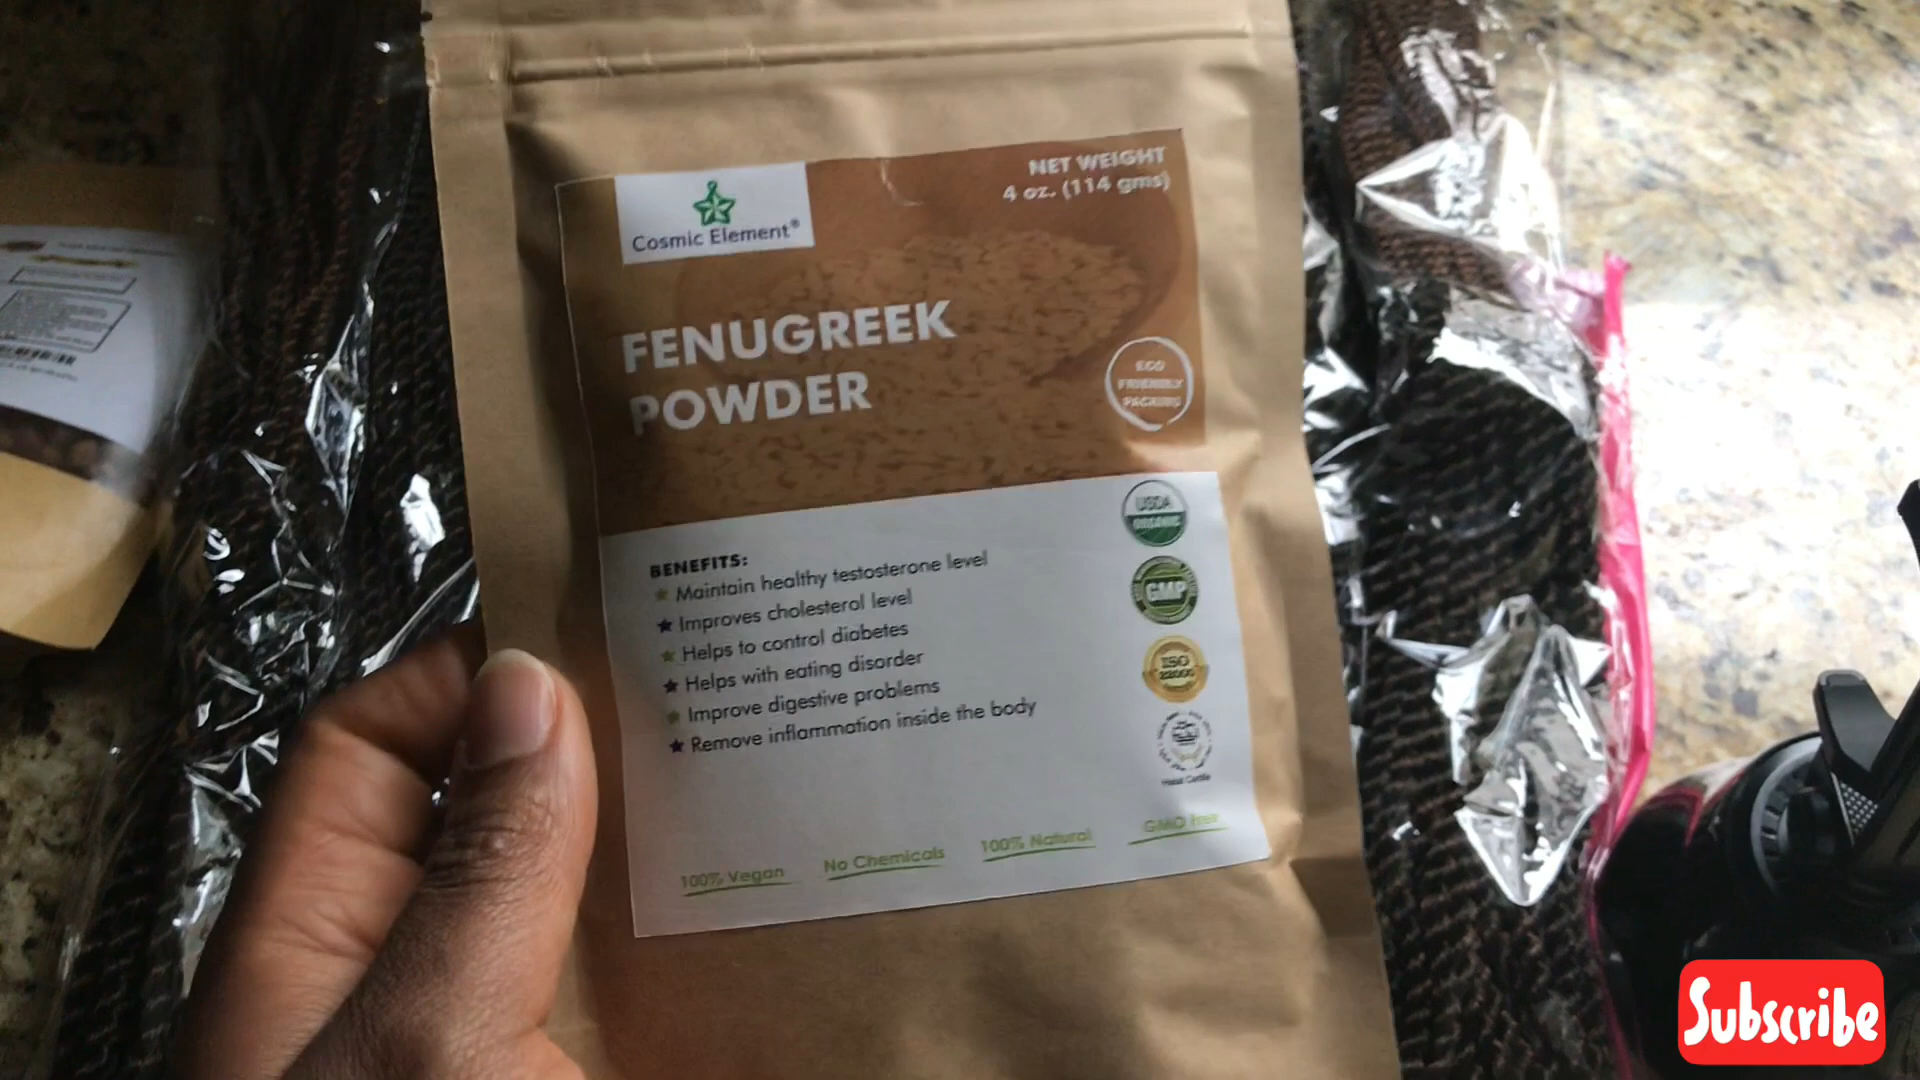 Cosmic Element®
NET WEIGHT
4 oz. (114 gms)
FENUGREEK
POWDER
ECO
FRIENDLY
PACKING
USDA
ORGANIC
BENEFITS:
Maintain healthy testosterone level
Improves cholesterol level
Helps to control diabetes
Helps with eating disorder
Improve digestive problems
Remove inflammation inside the body
GMP
ISO
22000
100% Vegan
No Chemicals
100% Natural
GMO free
Subscribe